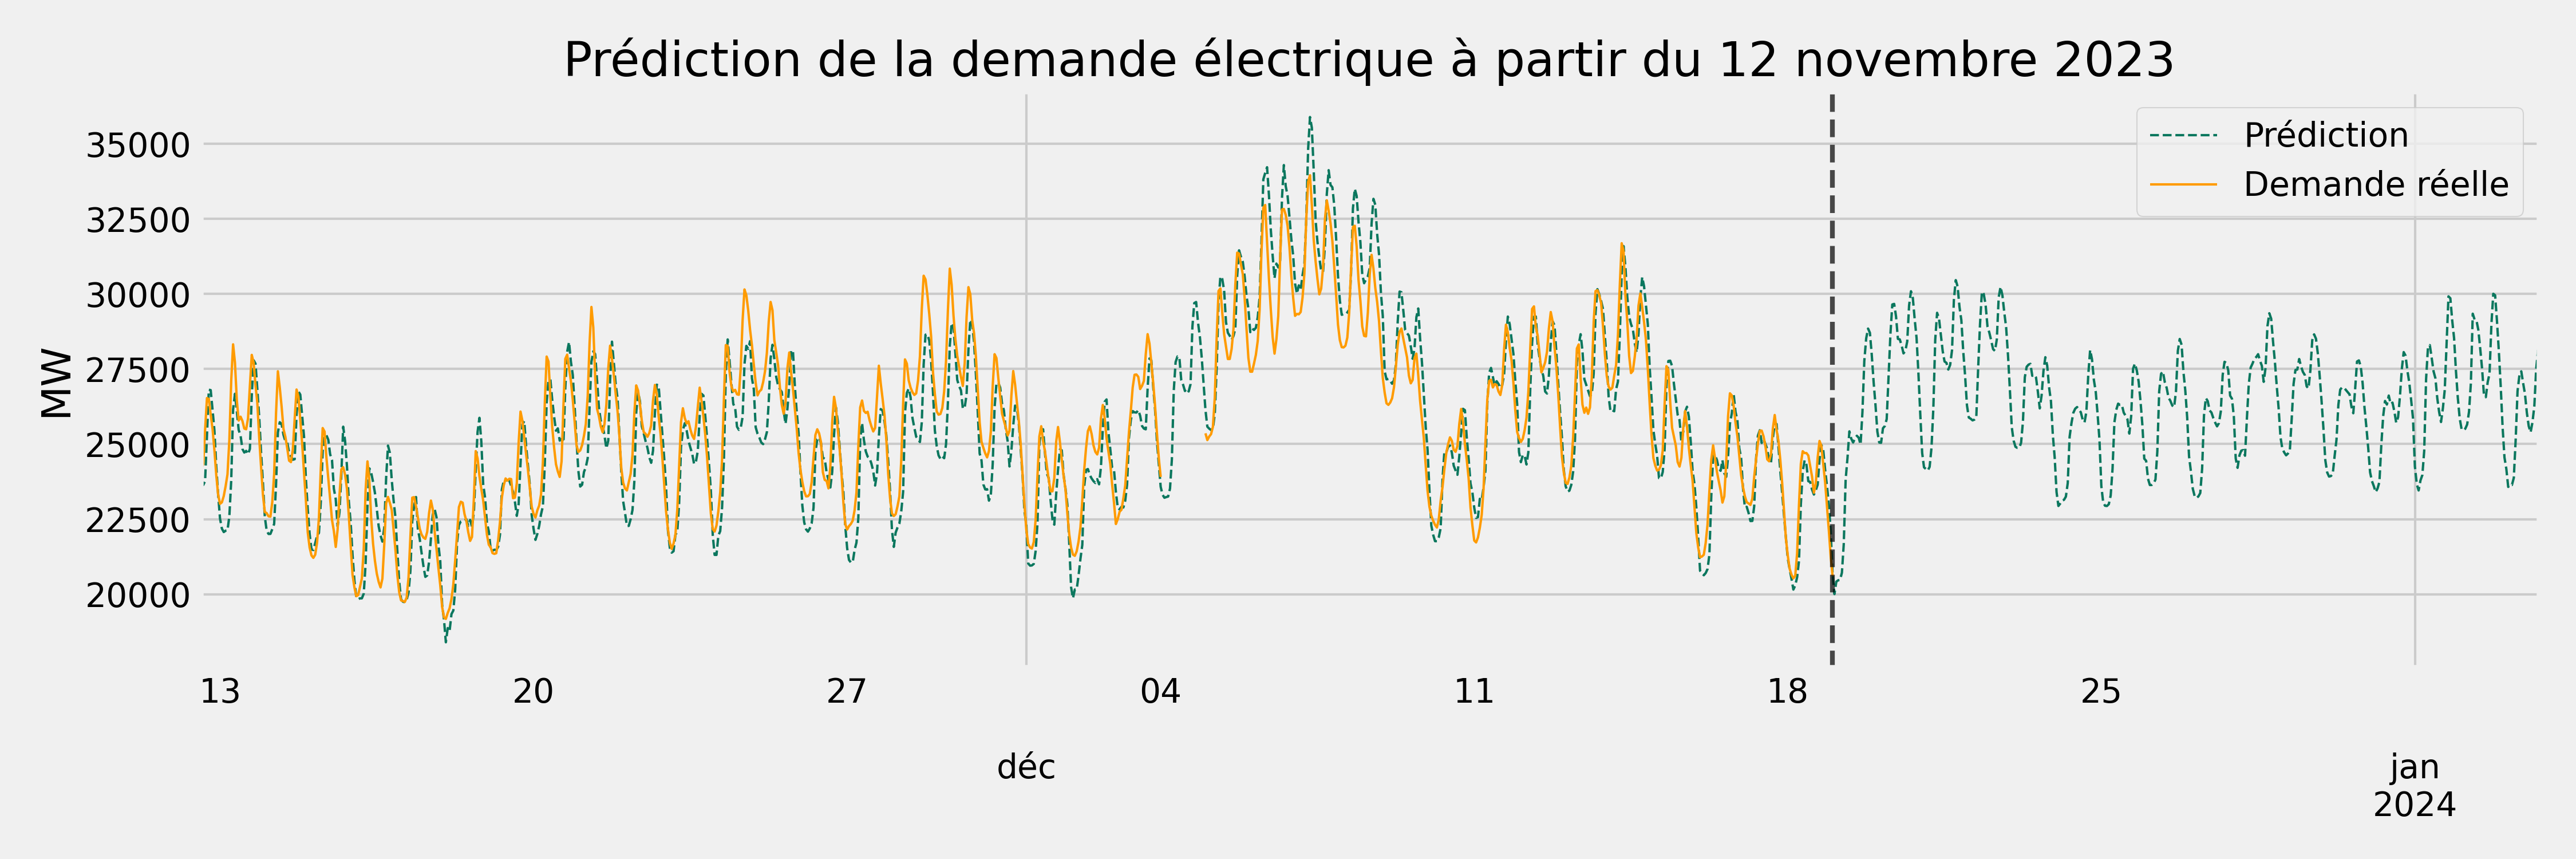 Prédiction de la demande électrique à partir du 12 novembre 2023
Prédiction
Demande réelle
MW
35000
32500
30000
27500
25000
22500
20000
13 20 27 04 11 18 25
déc jan
2024